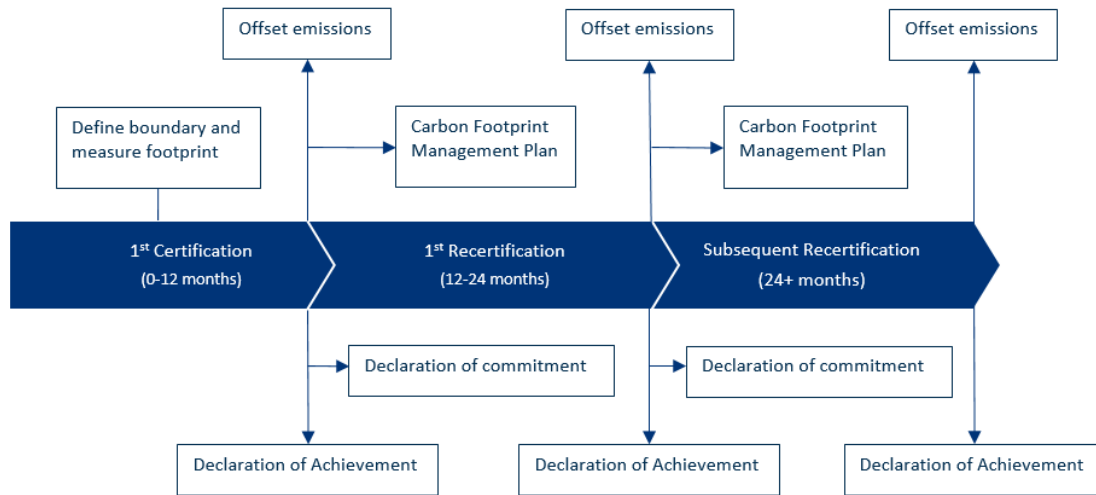 Offset emissions
Offset emissions
Offset emissions
Define boundary and
measure footprint
Carbon Footprint
Management Plan
Carbon Footprint
Management Plan
1st Certification
(0-12 months)
1st Recertification
(12-24 months)
Subsequent Recertification
(24+ months)
Declaration of commitment
Declaration of commitment
Declaration of Achievement
Declaration of Achievement
Declaration of Achievement